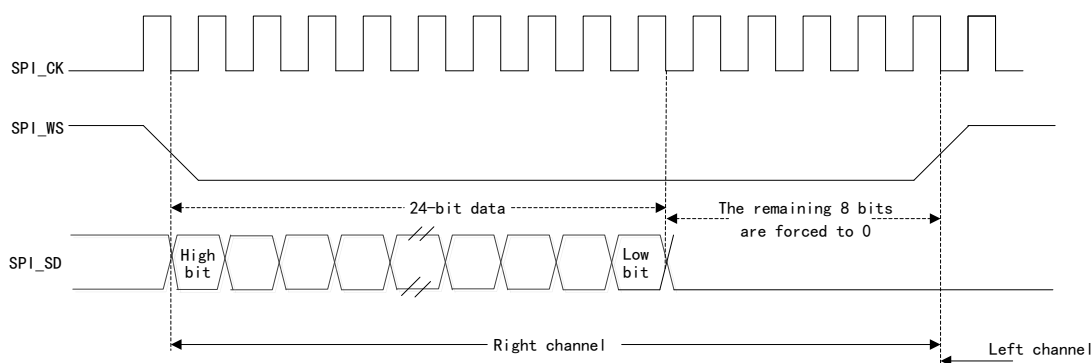 SPI_CK
SPI_WS
24-bit data
The remaining 8 bits
are forced to 0
SPI_SD
High
bit
Low
bit
Right channel
Left channel